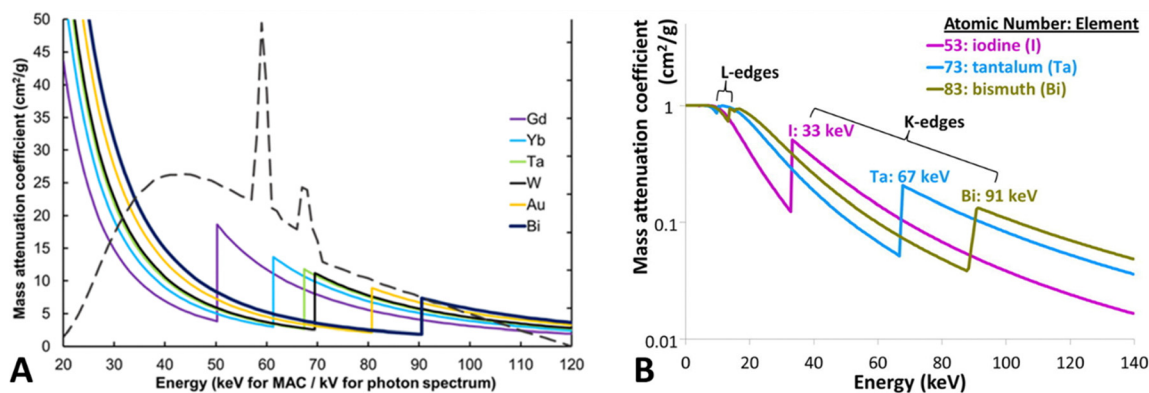 50
45
40
35
30
25
20
15
10
5
0
Mass attenuation coefficient (cm²/g)
Gd
Yb
Ta
W
Au
Bi
20 30 40 50 60 70 80 90 100 110 120
Energy (keV for MAC / kV for photon spectrum)
A
Atomic Number: Element
53: iodine (I)
73: tantalum (Ta)
83: bismuth (Bi)
Mass attenuation coefficient
(cm²/g)
L-edges
K-edges
I: 33 keV
Ta: 67 keV
Bi: 91 keV
1
0.1
0.01
0 20 40 60 80 100 120 140
Energy (keV)
B